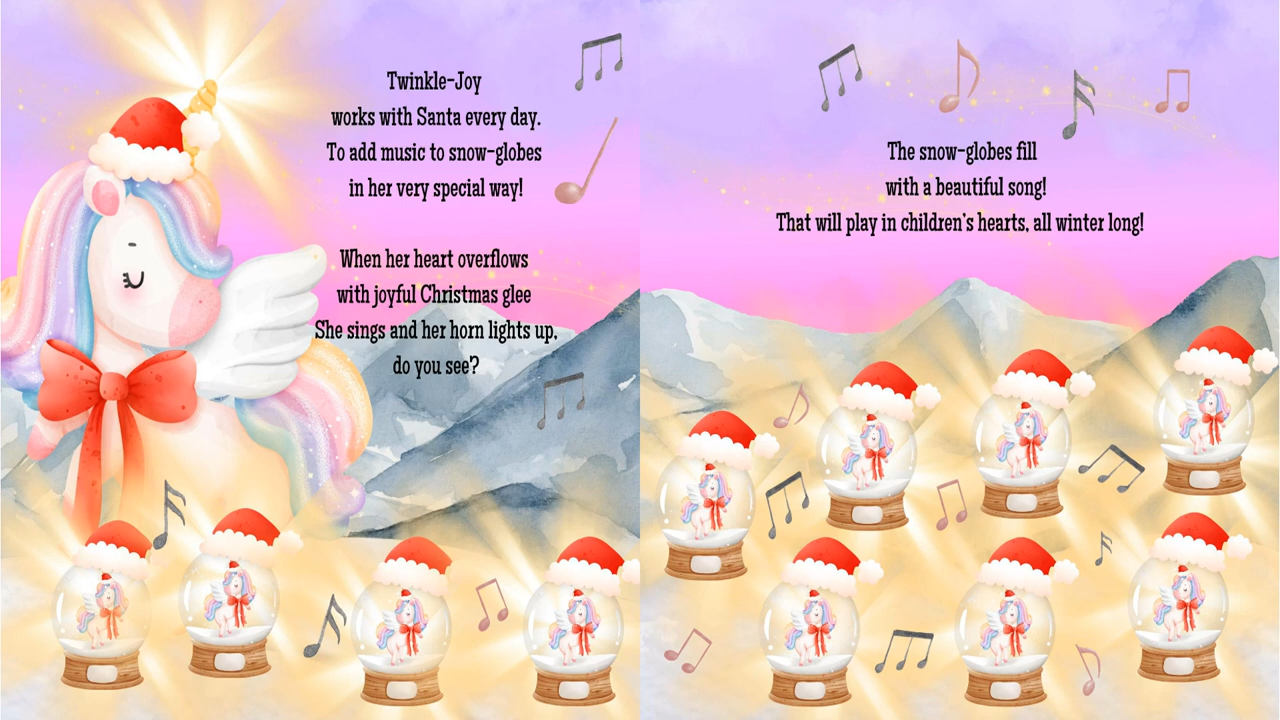 Twinkle-Joy
works with Santa every day.
To add music to snow-globes
in her very special way!
When her heart overflows
with joyful Christmas glee
She sings and her horn lights up,
do you see?
The snow-globes fill
with a beautiful song!
That will play in children's hearts, all winter long!